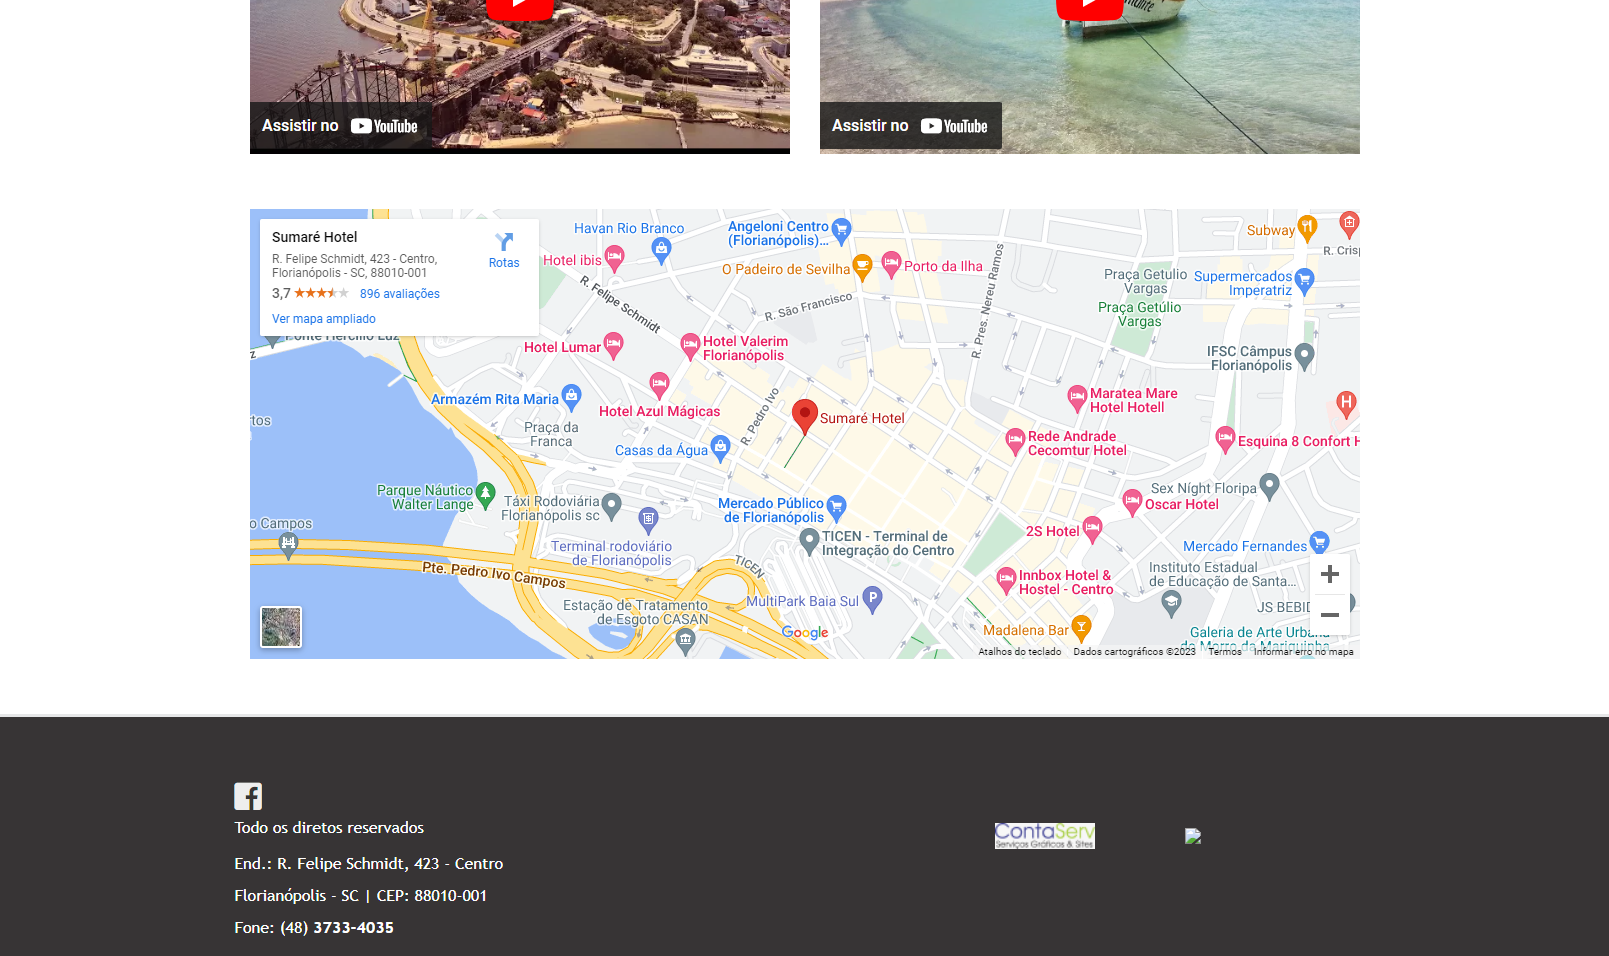 Assistir no YouTube
Assistir no YouTube
Sumaré Hotel
R. Felipe Schmidt, 423 - Centro,
Florianópolis - SC, 88010-001
3,7
896 avaliações
Ver mapa ampliado
Rotas
Ponte Hercílio Luz
Havan Rio Branco
Hotel ibis
Angeloni Centro
(Florianópolis)...
O Padeiro de Sevilha
Porto da Ilha
Subway
R. Crisp
Praça Getulio
Vargas
Supermercados
Imperatriz
Praça Getúlio
Vargas
R. Felipe Schmidt
R. São Francisco
R. Pres. Nereu Ramos
Hotel Lumar
Hotel Valerim
Florianópolis
IFSC Câmpus
Florianópolis
Armazém Rita Maria
Hotel Azul Mágicas
R. Pedro Ivo
Sumaré Hotel
Maratea Mare
Hotel Hotell
Praça da
Franca
Casas da Água
Rede Andrade
Cecomtur Hotel
Esquina 8 Confort H
tos
Parque Náutico
Walter Lange
Táxi Rodoviária
Florianópolis sc
Mercado Público
de Florianópolis
Sex Night Floripa
Oscar Hotel
o Campos
2S Hotel
TICEN - Terminal de
Integração do Centro
Mercado Fernandes
Terminal rodoviário
de Florianópolis
TICEN
Pte. Pedro Ivo Campos
Innbox Hotel &
Hostel - Centro
Instituto Estadual
de Educação de Santa...
Estação de Tratamento
de Esgoto CASAN
MultiPark Baia Sul
P
H
JS BEBID
Madalena Bar
Galeria de Arte Urbana
do Morro da Mariquinha
Google
Atalhos do teclado
Dados cartográficos ©2023
Termos
Informar erro no mapa
Todo os diretos reservados
End.: R. Felipe Schmidt, 423 - Centro
Florianópolis - SC | CEP: 88010-001
Fone: (48) 3733-4035
ContaServ
Serviços Gráficos & Sites